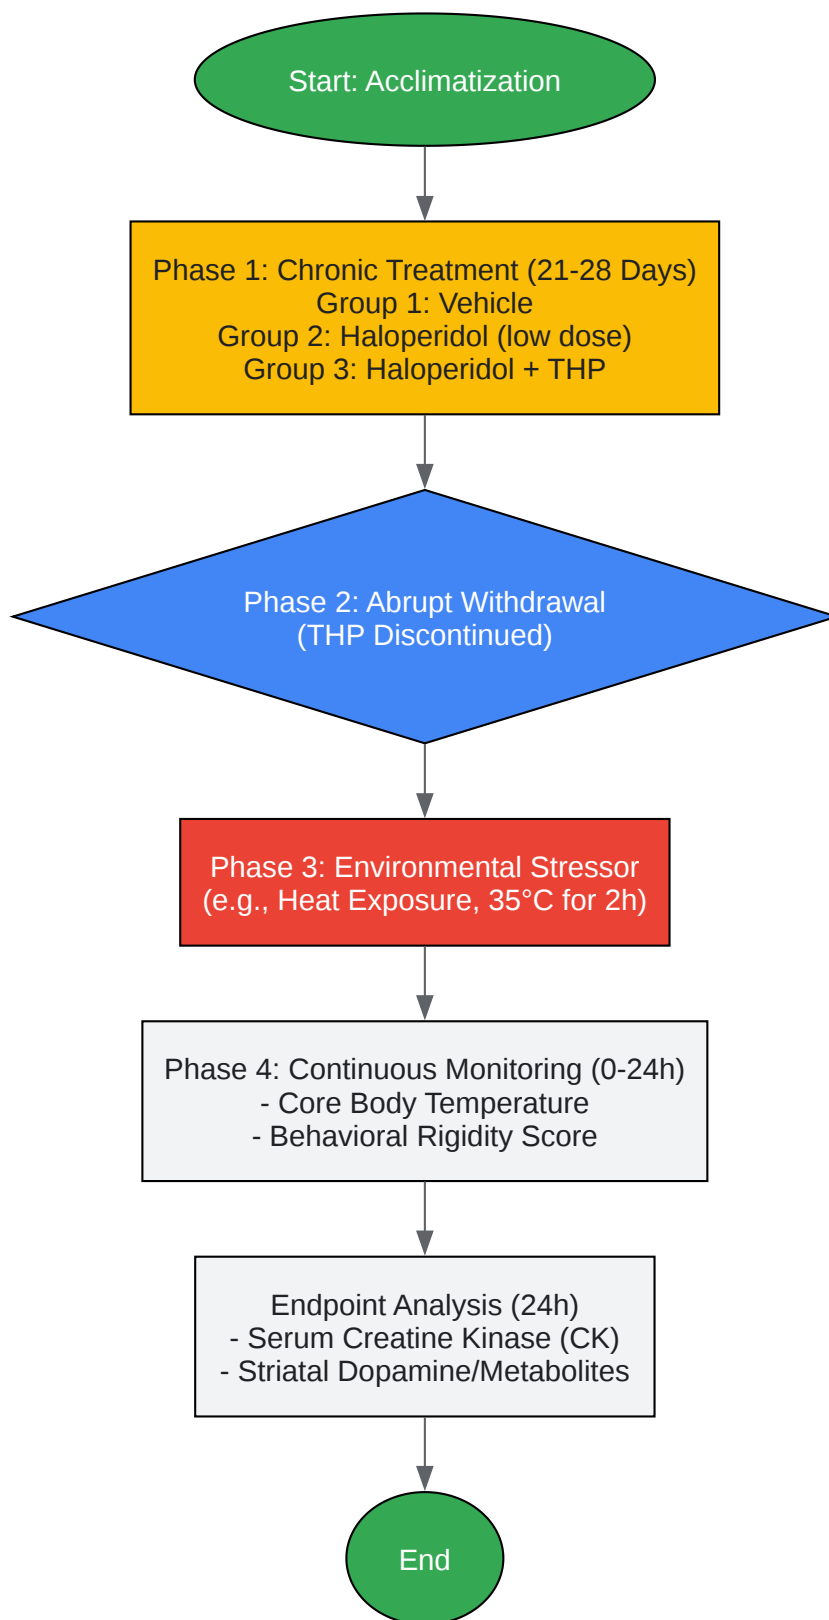 Start: Acclimatization
Phase 1: Chronic Treatment (21-28 Days)
Group 1: Vehicle
Group 2: Haloperidol (low dose)
Group 3: Haloperidol + THP
Phase 2: Abrupt Withdrawal
(THP Discontinued)
Phase 3: Environmental Stressor
(e.g., Heat Exposure, 35°C for 2h)
Phase 4: Continuous Monitoring (0-24h)
- Core Body Temperature
- Behavioral Rigidity Score
Endpoint Analysis (24h)
- Serum Creatine Kinase (CK)
- Striatal Dopamine/Metabolites
End